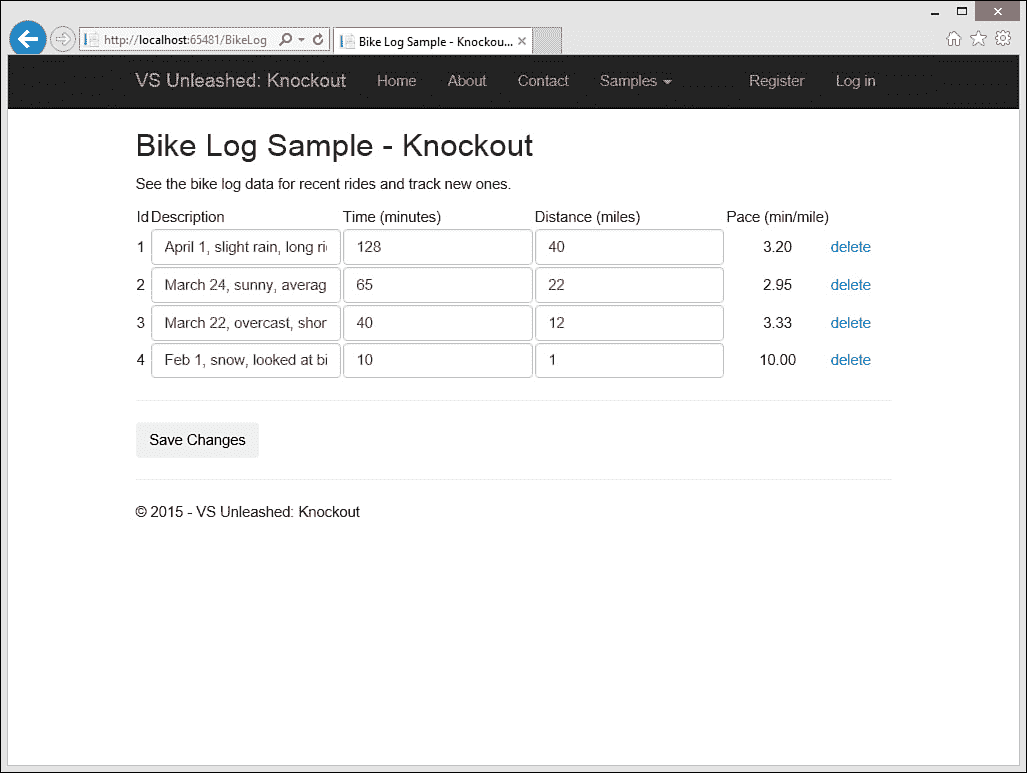 http://localhost:65481/BikeLog
Bike Log Sample - Knockou...
VS Unleashed: Knockout Home About Contact Samples Register Log in
Bike Log Sample - Knockout
See the bike log data for recent rides and track new ones.
Id Description Time (minutes) Distance (miles) Pace (min/mile)
1 April 1, slight rain, long ri 128 40 3.20 delete
2 March 24, sunny, averag 65 22 2.95 delete
3 March 22, overcast, shor 40 12 3.33 delete
4 Feb 1, snow, looked at bi 10 1 10.00 delete
Save Changes
© 2015 - VS Unleashed: Knockout